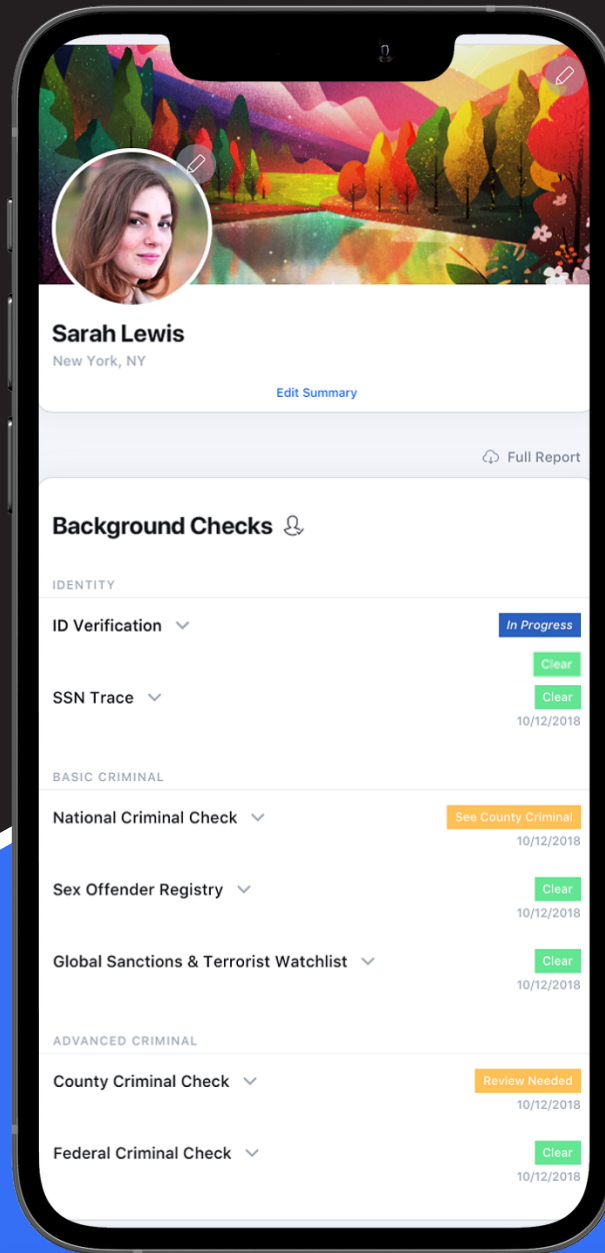 Sarah Lewis
New York, NY
Edit Summary
Full Report
Background Checks
IDENTITY
ID Verification
In Progress
Clear
SSN Trace
Clear
10/12/2018
BASIC CRIMINAL
National Criminal Check
See County Criminal
10/12/2018
Sex Offender Registry
Clear
10/12/2018
Global Sanctions & Terrorist Watchlist
Clear
10/12/2018
ADVANCED CRIMINAL
County Criminal Check
Review Needed
10/12/2018
Federal Criminal Check
Clear
10/12/2018